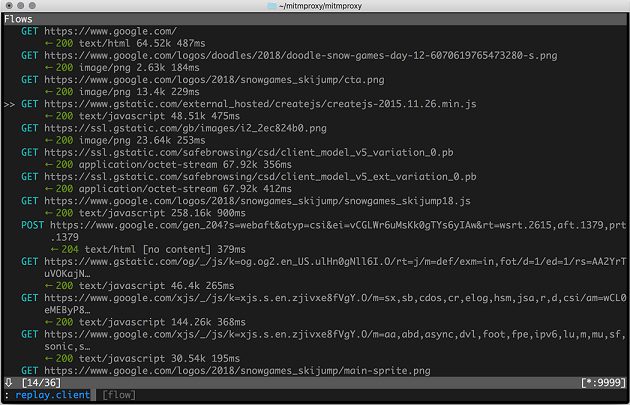 ~/mitmproxy/mitmproxy
Flows
GET https://www.google.com/
← 200 text/html 64.52k 487ms
GET https://www.google.com/logos/doodles/2018/doodle-snow-games-day-12-6070619765473280-s.png
← 200 image/png 2.63k 184ms
GET https://www.google.com/logos/2018/snowgames_skijump/cta.png
← 200 image/png 13.4k 229ms
>> GET https://www.gstatic.com/external_hosted/createjs/createjs-2015.11.26.min.js
← 200 text/javascript 48.51k 475ms
GET https://ssl.gstatic.com/gb/images/i2_2ec824b0.png
← 200 image/png 23.64k 253ms
GET https://ssl.gstatic.com/safebrowsing/csd/client_model_v5_variation_0.pb
← 200 application/octet-stream 67.92k 356ms
GET https://ssl.gstatic.com/safebrowsing/csd/client_model_v5_ext_variation_0.pb
← 200 application/octet-stream 67.92k 412ms
GET https://www.google.com/logos/2018/snowgames_skijump/snowgames_skijump18.js
← 200 text/javascript 258.16k 900ms
POST https://www.google.com/gen_204?s=webaft&atyp=csi&ei=vCGLWr6uMsKk0gTYs6yIAw&rt=wsrt.2615,aft.1379,prt
.1379
← 204 text/html [no content] 379ms
GET https://www.gstatic.com/og/_/js/k=og.og2.en_US.ulHn0gNll6I.O/rt=j/m=def/exm=in,fot/d=1/ed=1/rs=AA2YrT
uVOKajN…
← 200 text/javascript 46.4k 265ms
GET https://www.google.com/xjs/_/js/k=xjs.s.en.zjivxe8fVgY.O/m=sx,sb,cdos,cr,elog,hsm,jsa,r,d,csi/am=wCL0
eMEByP8…
← 200 text/javascript 144.26k 368ms
GET https://www.google.com/xjs/_/js/k=xjs.s.en.zjivxe8fVgY.O/m=aa,abd,async,dvl,foot,fpe,ipv6,lu,m,mu,sf,
sonic,s…
← 200 text/javascript 30.54k 195ms
GET https://www.google.com/logos/2018/snowgames_skijump/main-sprite.png
⇩ [14/36] [*:9999]
: replay.client [flow]